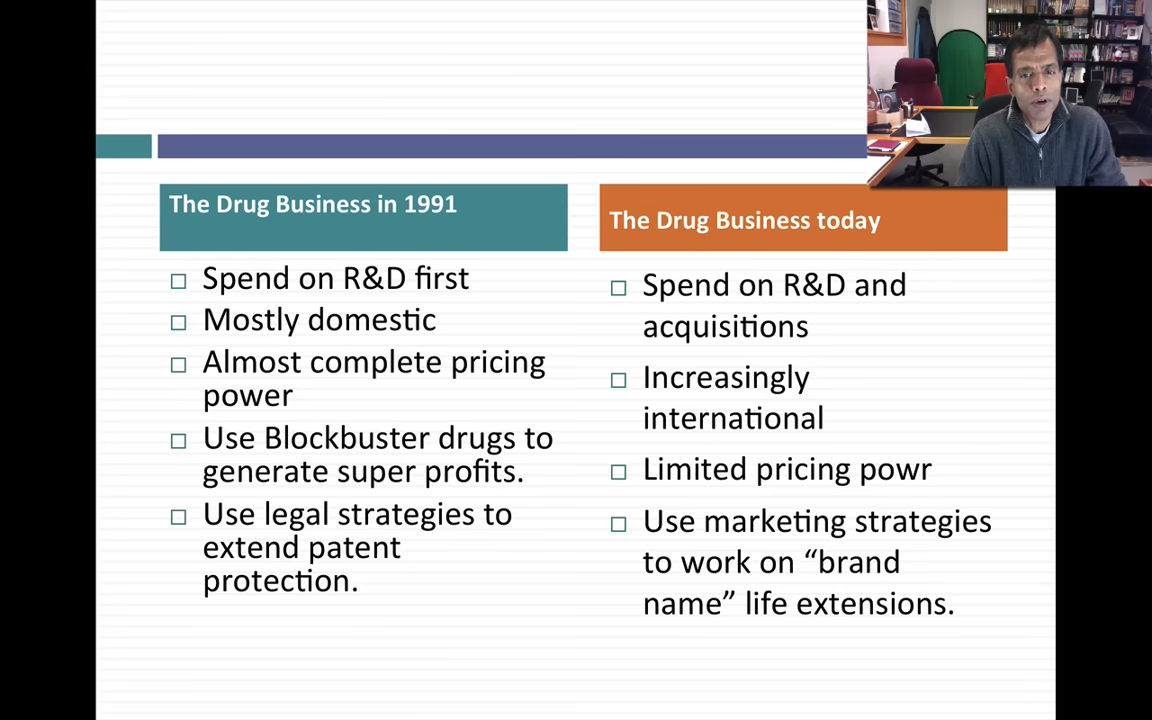 The Drug Business in 1991
Spend on R&D first
Mostly domestic
Almost complete pricing
power
Use Blockbuster drugs to
generate super profits.
Use legal strategies to
extend patent
protection.
The Drug Business today
Spend on R&D and
acquisitions
Increasingly
international
Limited pricing powr
Use marketing strategies
to work on “brand
name” life extensions.